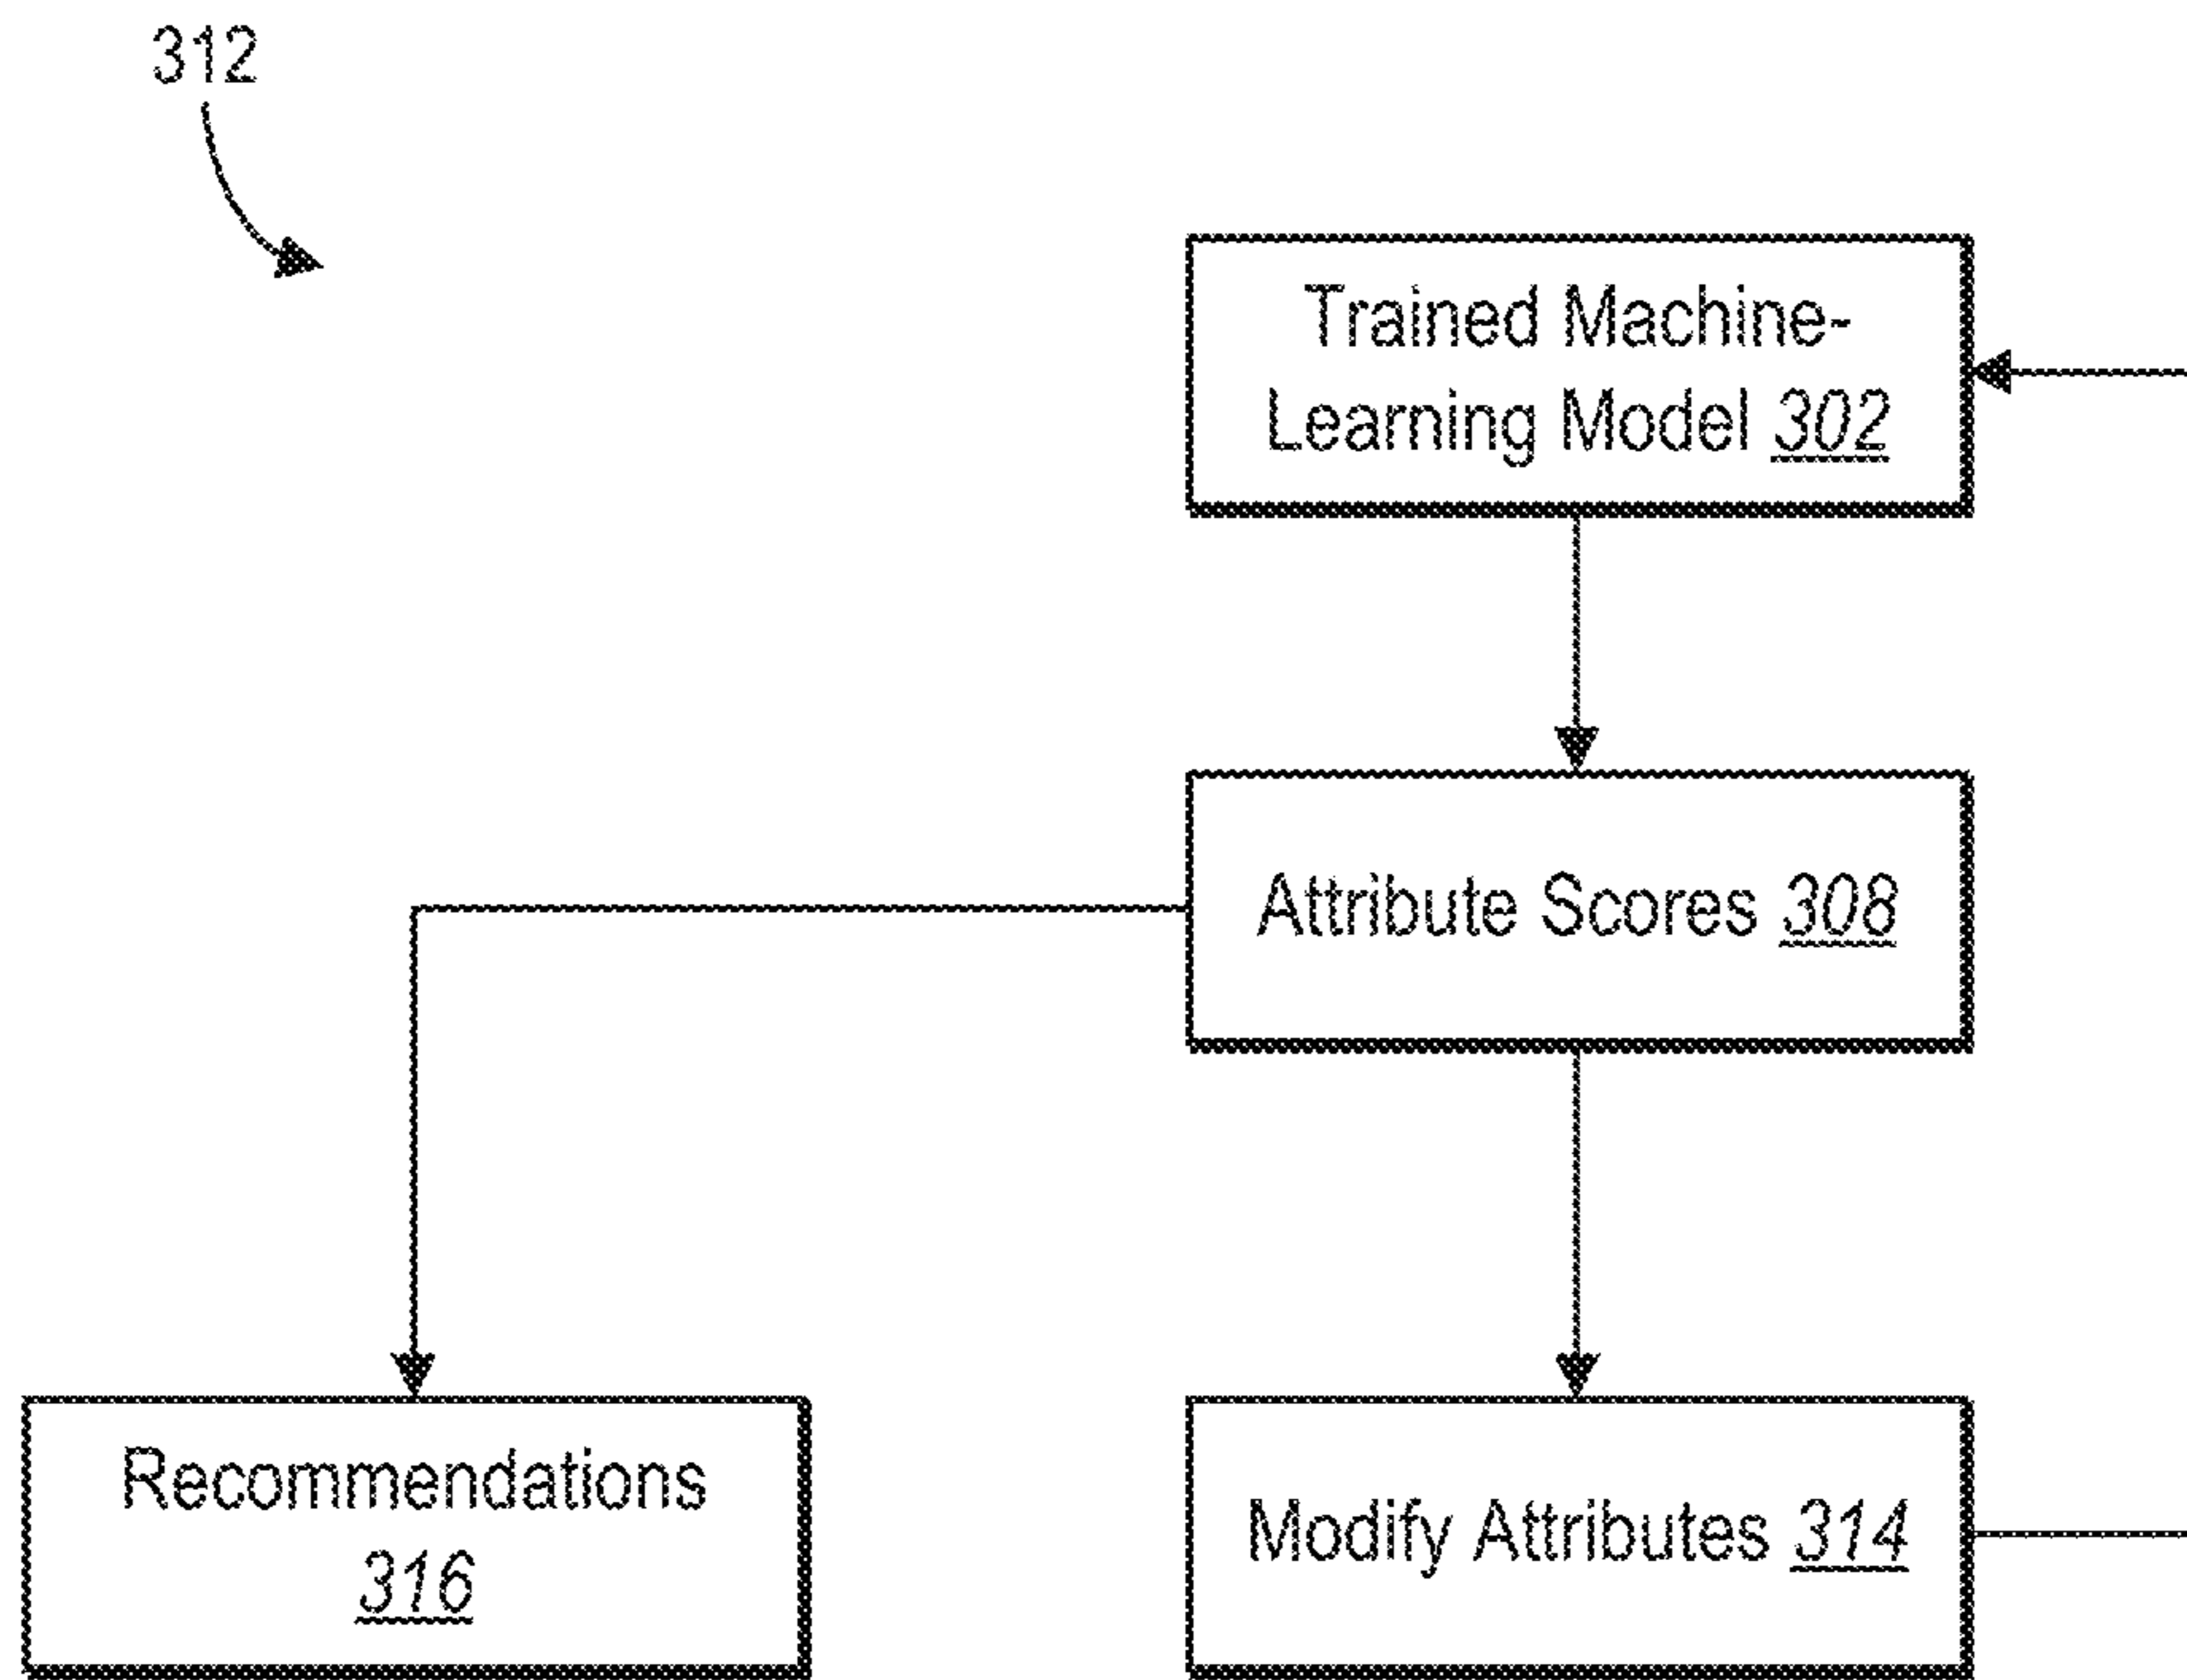 312
Trained Machine-
Learning Model 302
Attribute Scores 308
Recommendations
316
Modify Attributes 314